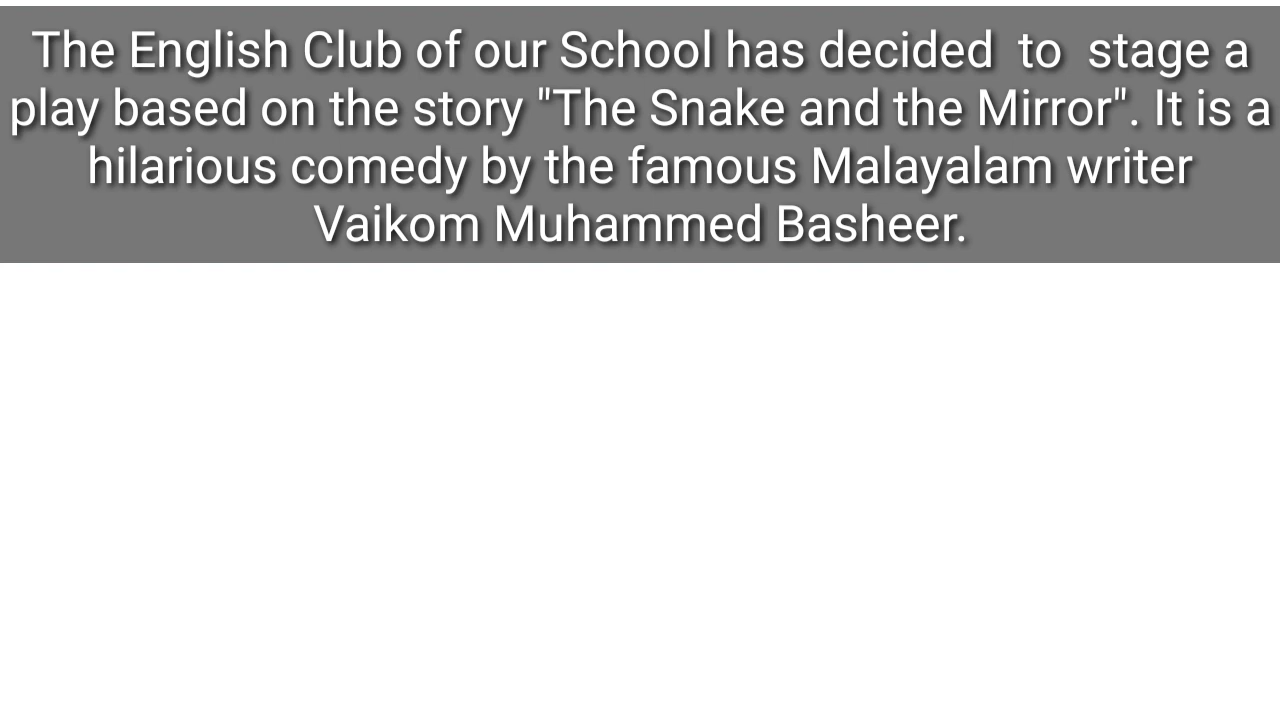 The English Club of our School has decided  to  stage a
play based on the story "The Snake and the Mirror". It is a
hilarious comedy by the famous Malayalam writer
Vaikom Muhammed Basheer.